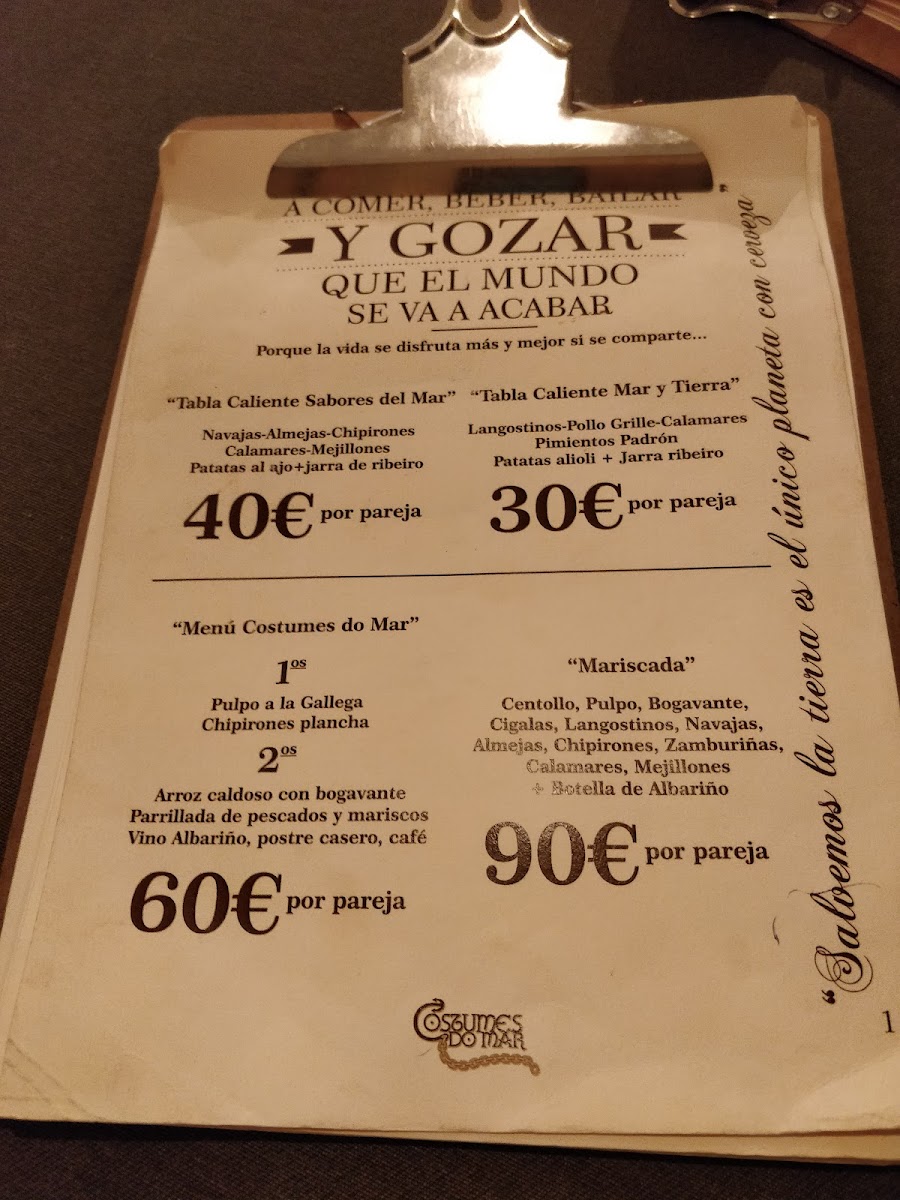 A COMER, BEBER, BAILAR
Y GOZAR
QUE EL MUNDO
SE VA A ACABAR
Porque la vida se disfruta más y mejor si se comparte...
“Tabla Caliente Sabores del Mar”
Navajas-Almejas-Chipirones
Calamares-Mejillones
Patatas al ajo+jarra de ribeiro
40€ por pareja
“Tabla Caliente Mar y Tierra”
Langostinos-Pollo Grille-Calamares
Pimientos Padrón
Patatas alioli + Jarra ribeiro
30€ por pareja
“Menú Costumes do Mar”
1os
Pulpo a la Gallega
Chipirones plancha
2os
Arroz caldoso con bogavante
Parrillada de pescados y mariscos
Vino Albariño, postre casero, café
60€ por pareja
“Mariscada”
Centollo, Pulpo, Bogavante,
Cigalas, Langostinos, Navajas,
Almejas, Chipirones, Zamburiñas,
Calamares, Mejillones
+ Botella de Albariño
90€ por pareja
“Salvemos la tierra es el único planeta con cerveza”
COSTUMES
DO MAR
1